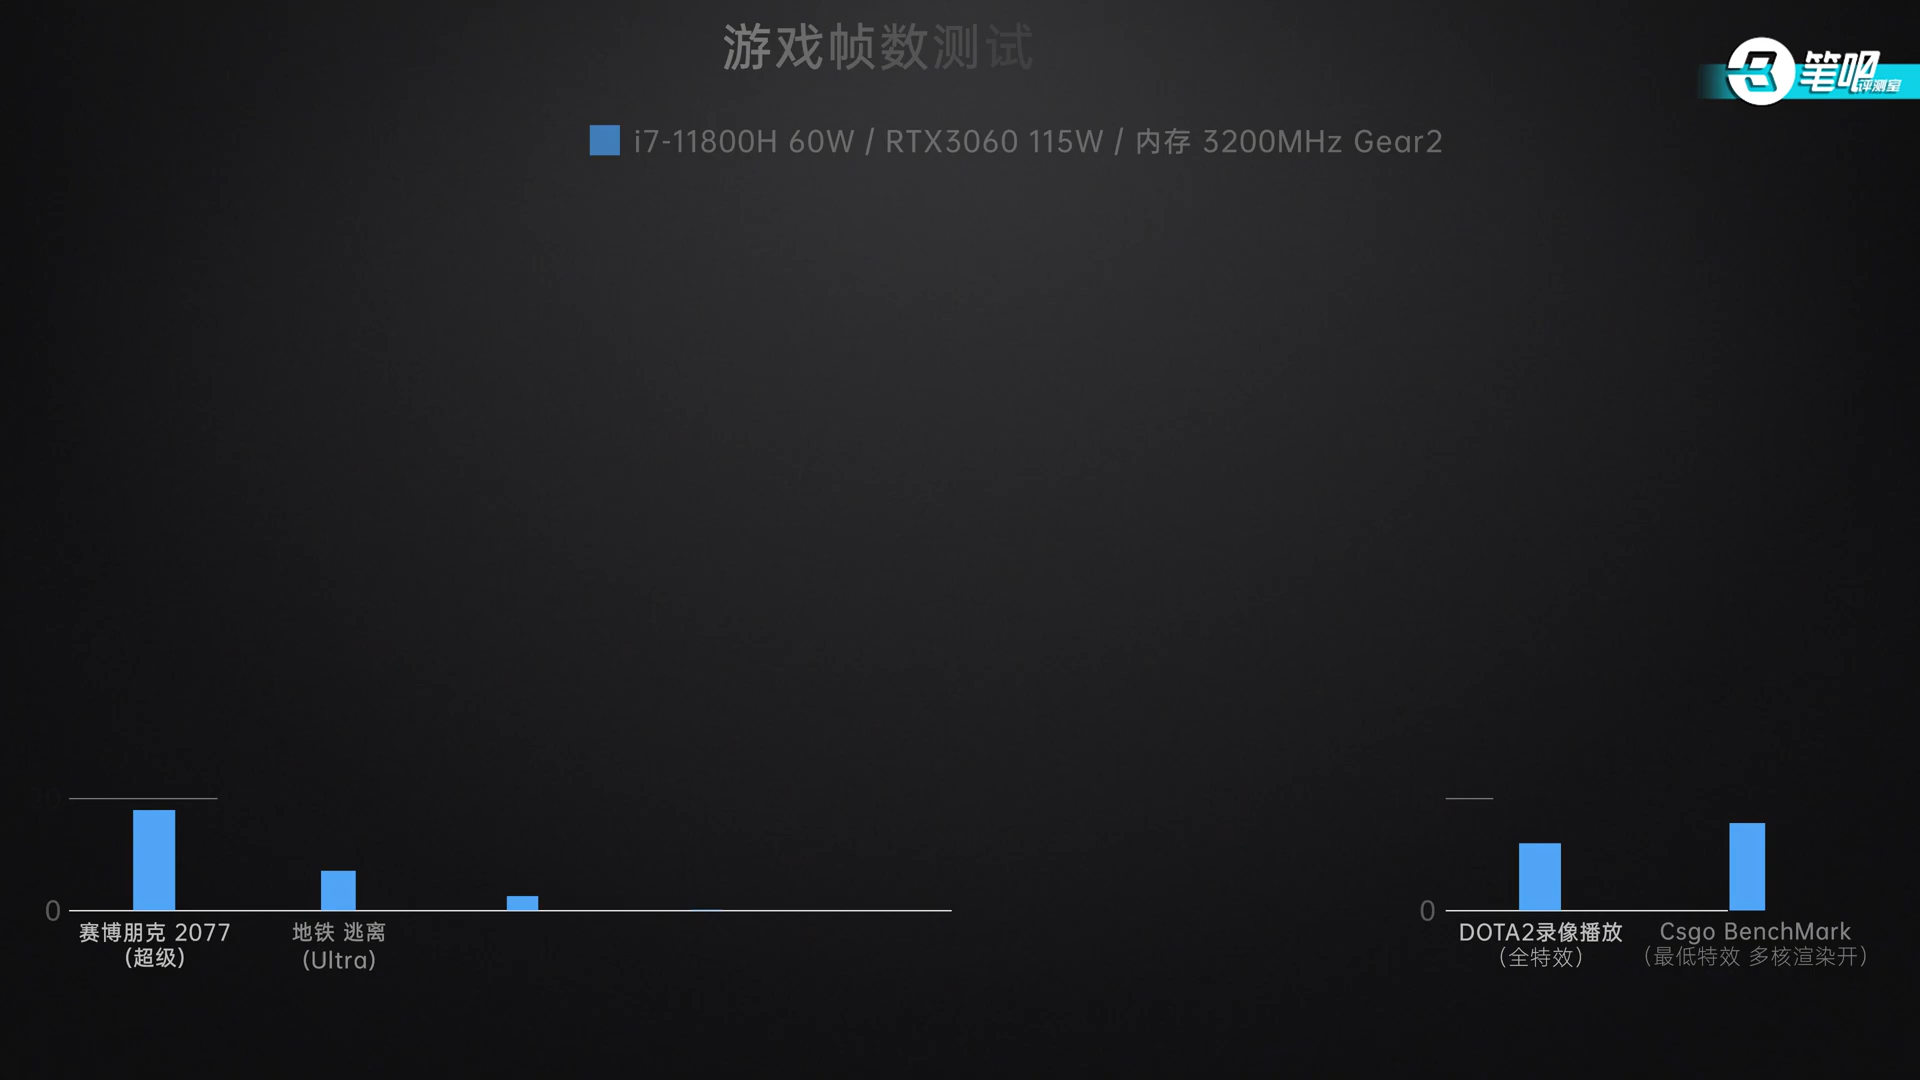 游戏帧数测试
笔吧评测室
i7-11800H 60W / RTX3060 115W / 内存 3200MHz Gear2
0
赛博朋克 2077
(超级)
地铁 逃离
(Ultra)
0
DOTA2录像播放
(全特效)
Csgo BenchMark
(最低特效 多核渲染开)